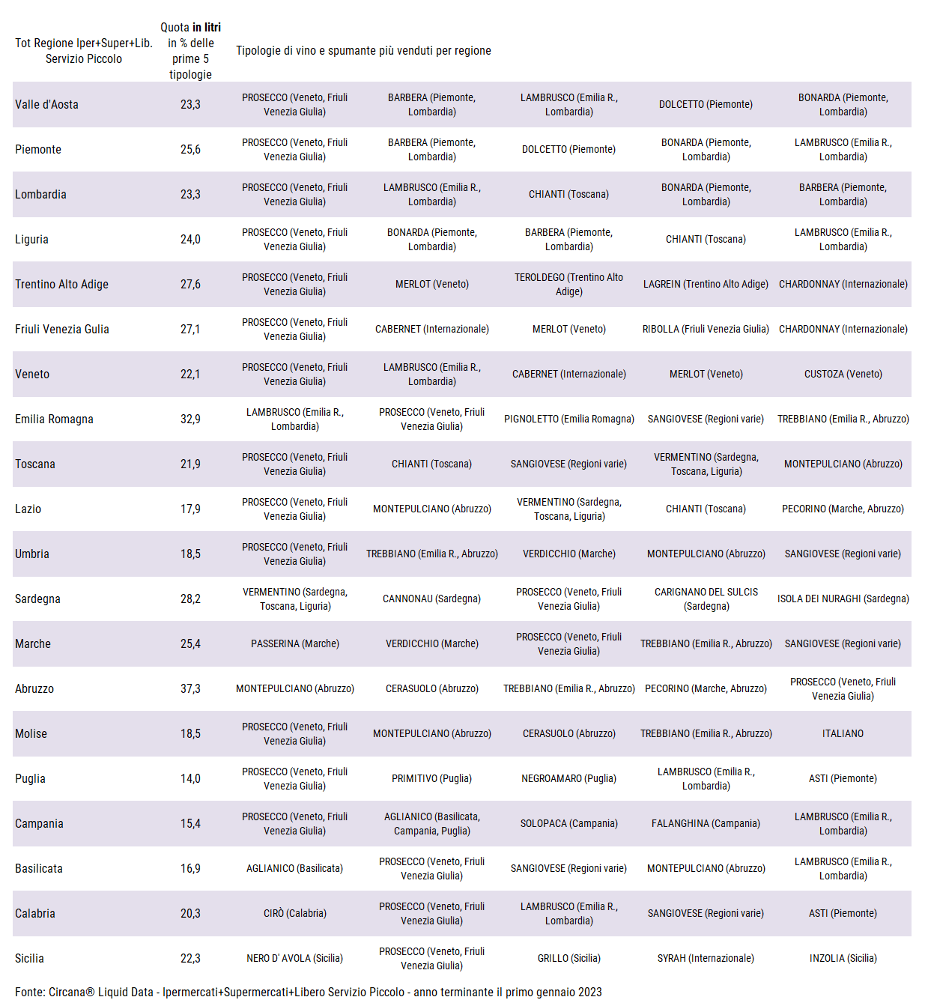 Tot Regione Iper+Super+Lib.
Servizio Piccolo
Quota in litri
in % delle
prime 5
tipologie
Tipologie di vino e spumante più venduti per regione
Valle d'Aosta 23,3 PROSECCO (Veneto, Friuli Venezia Giulia) BARBERA (Piemonte, Lombardia) LAMBRUSCO (Emilia R., Lombardia) DOLCETTO (Piemonte) BONARDA (Piemonte, Lombardia)
Piemonte 25,6 PROSECCO (Veneto, Friuli Venezia Giulia) BARBERA (Piemonte, Lombardia) DOLCETTO (Piemonte) BONARDA (Piemonte, Lombardia) LAMBRUSCO (Emilia R., Lombardia)
Lombardia 23,3 PROSECCO (Veneto, Friuli Venezia Giulia) LAMBRUSCO (Emilia R., Lombardia) CHIANTI (Toscana) BONARDA (Piemonte, Lombardia) BARBERA (Piemonte, Lombardia)
Liguria 24,0 PROSECCO (Veneto, Friuli Venezia Giulia) BONARDA (Piemonte, Lombardia) BARBERA (Piemonte, Lombardia) CHIANTI (Toscana) LAMBRUSCO (Emilia R., Lombardia)
Trentino Alto Adige 27,6 PROSECCO (Veneto, Friuli Venezia Giulia) MERLOT (Veneto) TEROLDEGO (Trentino Alto Adige) LAGREIN (Trentino Alto Adige) CHARDONNAY (Internazionale)
Friuli Venezia Gulia 27,1 PROSECCO (Veneto, Friuli Venezia Giulia) CABERNET (Internazionale) MERLOT (Veneto) RIBOLLA (Friuli Venezia Giulia) CHARDONNAY (Internazionale)
Veneto 22,1 PROSECCO (Veneto, Friuli Venezia Giulia) LAMBRUSCO (Emilia R., Lombardia) CABERNET (Internazionale) MERLOT (Veneto) CUSTOZA (Veneto)
Emilia Romagna 32,9 LAMBRUSCO (Emilia R., Lombardia) PROSECCO (Veneto, Friuli Venezia Giulia) PIGNOLETTO (Emilia Romagna) SANGIOVESE (Regioni varie) TREBBIANO (Emilia R., Abruzzo)
Toscana 21,9 PROSECCO (Veneto, Friuli Venezia Giulia) CHIANTI (Toscana) SANGIOVESE (Regioni varie) VERMENTINO (Sardegna, Toscana, Liguria) MONTEPULCIANO (Abruzzo)
Lazio 17,9 PROSECCO (Veneto, Friuli Venezia Giulia) MONTEPULCIANO (Abruzzo) VERMENTINO (Sardegna, Toscana, Liguria) CHIANTI (Toscana) PECORINO (Marche, Abruzzo)
Umbria 18,5 PROSECCO (Veneto, Friuli Venezia Giulia) TREBBIANO (Emilia R., Abruzzo) VERDICCHIO (Marche) MONTEPULCIANO (Abruzzo) SANGIOVESE (Regioni varie)
Sardegna 28,2 VERMENTINO (Sardegna, Toscana, Liguria) CANNONAU (Sardegna) PROSECCO (Veneto, Friuli Venezia Giulia) CARIGNANO DEL SULCIS (Sardegna) ISOLA DEI NURAGHI (Sardegna)
Marche 25,4 PASSERINA (Marche) VERDICCHIO (Marche) PROSECCO (Veneto, Friuli Venezia Giulia) TREBBIANO (Emilia R., Abruzzo) SANGIOVESE (Regioni varie)
Abruzzo 37,3 MONTEPULCIANO (Abruzzo) CERASUOLO (Abruzzo) TREBBIANO (Emilia R., Abruzzo) PECORINO (Marche, Abruzzo) PROSECCO (Veneto, Friuli Venezia Giulia)
Molise 18,5 PROSECCO (Veneto, Friuli Venezia Giulia) MONTEPULCIANO (Abruzzo) CERASUOLO (Abruzzo) TREBBIANO (Emilia R., Abruzzo) ITALIANO
Puglia 14,0 PROSECCO (Veneto, Friuli Venezia Giulia) PRIMITIVO (Puglia) NEGROAMARO (Puglia) LAMBRUSCO (Emilia R., Lombardia) ASTI (Piemonte)
Campania 15,4 PROSECCO (Veneto, Friuli Venezia Giulia) AGLIANICO (Basilicata, Campania, Puglia) SOLOPACA (Campania) FALANGHINA (Campania) LAMBRUSCO (Emilia R., Lombardia)
Basilicata 16,9 AGLIANICO (Basilicata) PROSECCO (Veneto, Friuli Venezia Giulia) SANGIOVESE (Regioni varie) MONTEPULCIANO (Abruzzo) LAMBRUSCO (Emilia R., Lombardia)
Calabria 20,3 CIRÒ (Calabria) PROSECCO (Veneto, Friuli Venezia Giulia) LAMBRUSCO (Emilia R., Lombardia) SANGIOVESE (Regioni varie) ASTI (Piemonte)
Sicilia 22,3 NERO D' AVOLA (Sicilia) PROSECCO (Veneto, Friuli Venezia Giulia) GRILLO (Sicilia) SYRAH (Internazionale) INZOLIA (Sicilia)
Fonte: Circana® Liquid Data - Ipermercati+Supermercati+Libero Servizio Piccolo - anno terminante il primo gennaio 2023